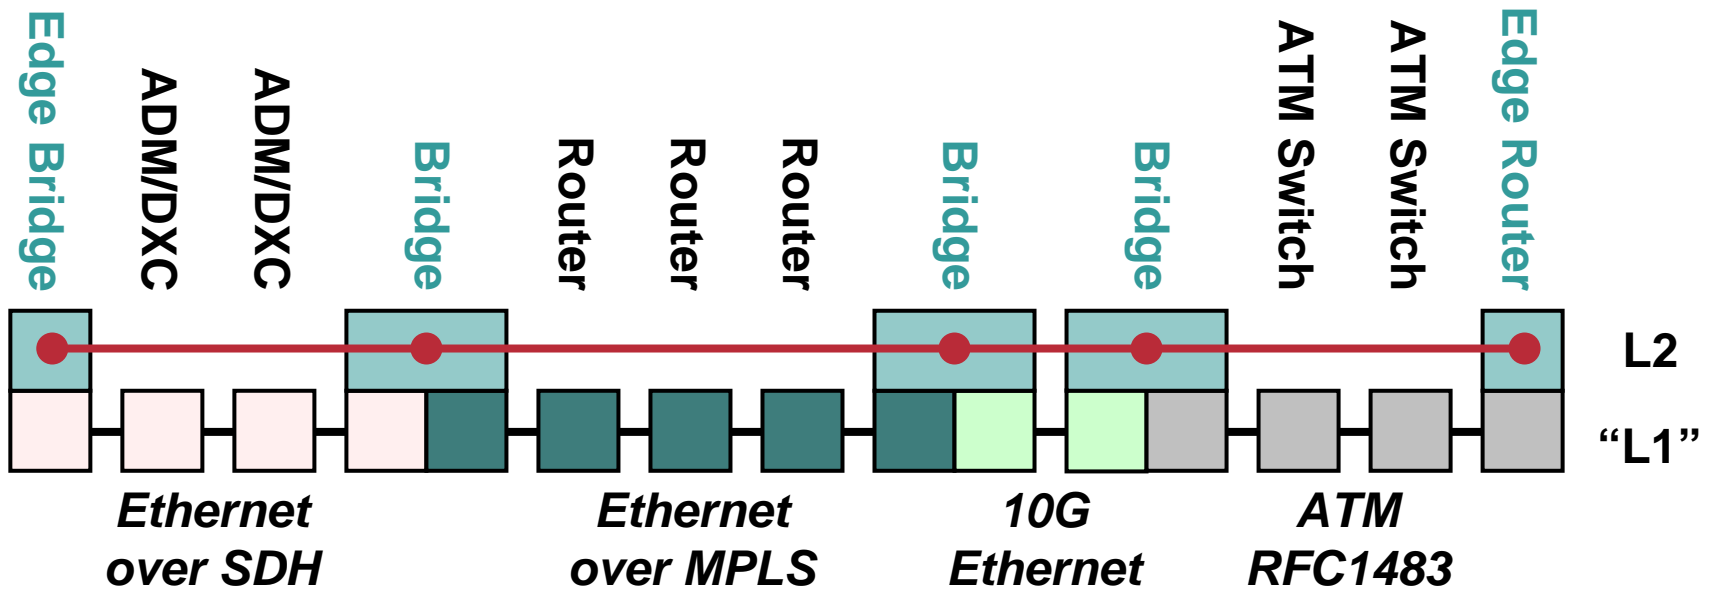 Edge Bridge
ADM/DXC
ADM/DXC
Bridge
Router
Router
Router
Bridge
Bridge
ATM Switch
ATM Switch
Edge Router
L2
“L1”
Ethernet
over SDH
Ethernet
over MPLS
10G
Ethernet
ATM
RFC1483